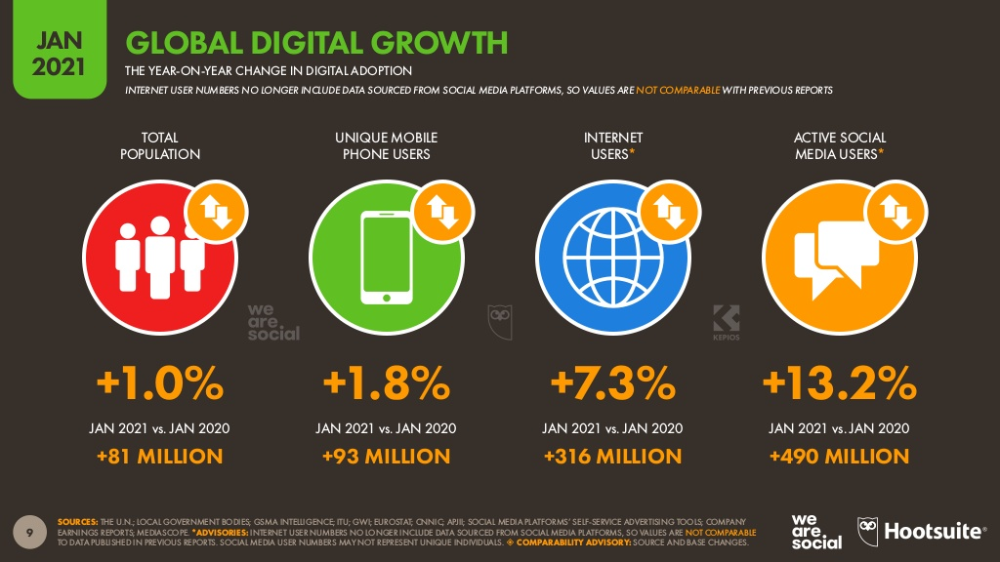 JAN
2021
GLOBAL DIGITAL GROWTH
THE YEAR-ON-YEAR CHANGE IN DIGITAL ADOPTION
INTERNET USER NUMBERS NO LONGER INCLUDE DATA SOURCED FROM SOCIAL MEDIA PLATFORMS, SO VALUES ARE NOT COMPARABLE WITH PREVIOUS REPORTS
TOTAL
POPULATION
UNIQUE MOBILE
PHONE USERS
INTERNET
USERS*
ACTIVE SOCIAL
MEDIA USERS*
we
are
social
KEPIOS
+1.0%
+1.8%
+7.3%
+13.2%
JAN 2021 vs. JAN 2020
JAN 2021 vs. JAN 2020
JAN 2021 vs. JAN 2020
JAN 2021 vs. JAN 2020
+81 MILLION
+93 MILLION
+316 MILLION
+490 MILLION
9
SOURCES: THE U.N.; LOCAL GOVERNMENT BODIES; GSMA INTELLIGENCE; ITU; GWI; EUROSTAT; CNNIC; APJII; SOCIAL MEDIA PLATFORMS' SELF-SERVICE ADVERTISING TOOLS; COMPANY
EARNINGS REPORTS; MEDIASCOPE. *ADVISORIES: INTERNET USER NUMBERS NO LONGER INCLUDE DATA SOURCED FROM SOCIAL MEDIA PLATFORMS, SO VALUES ARE NOT COMPARABLE
TO DATA PUBLISHED IN PREVIOUS REPORTS. SOCIAL MEDIA USER NUMBERS MAY NOT REPRESENT UNIQUE INDIVIDUALS. ※ COMPARABILITY ADVISORY: SOURCE AND BASE CHANGES.
we
are
social
Hootsuite®